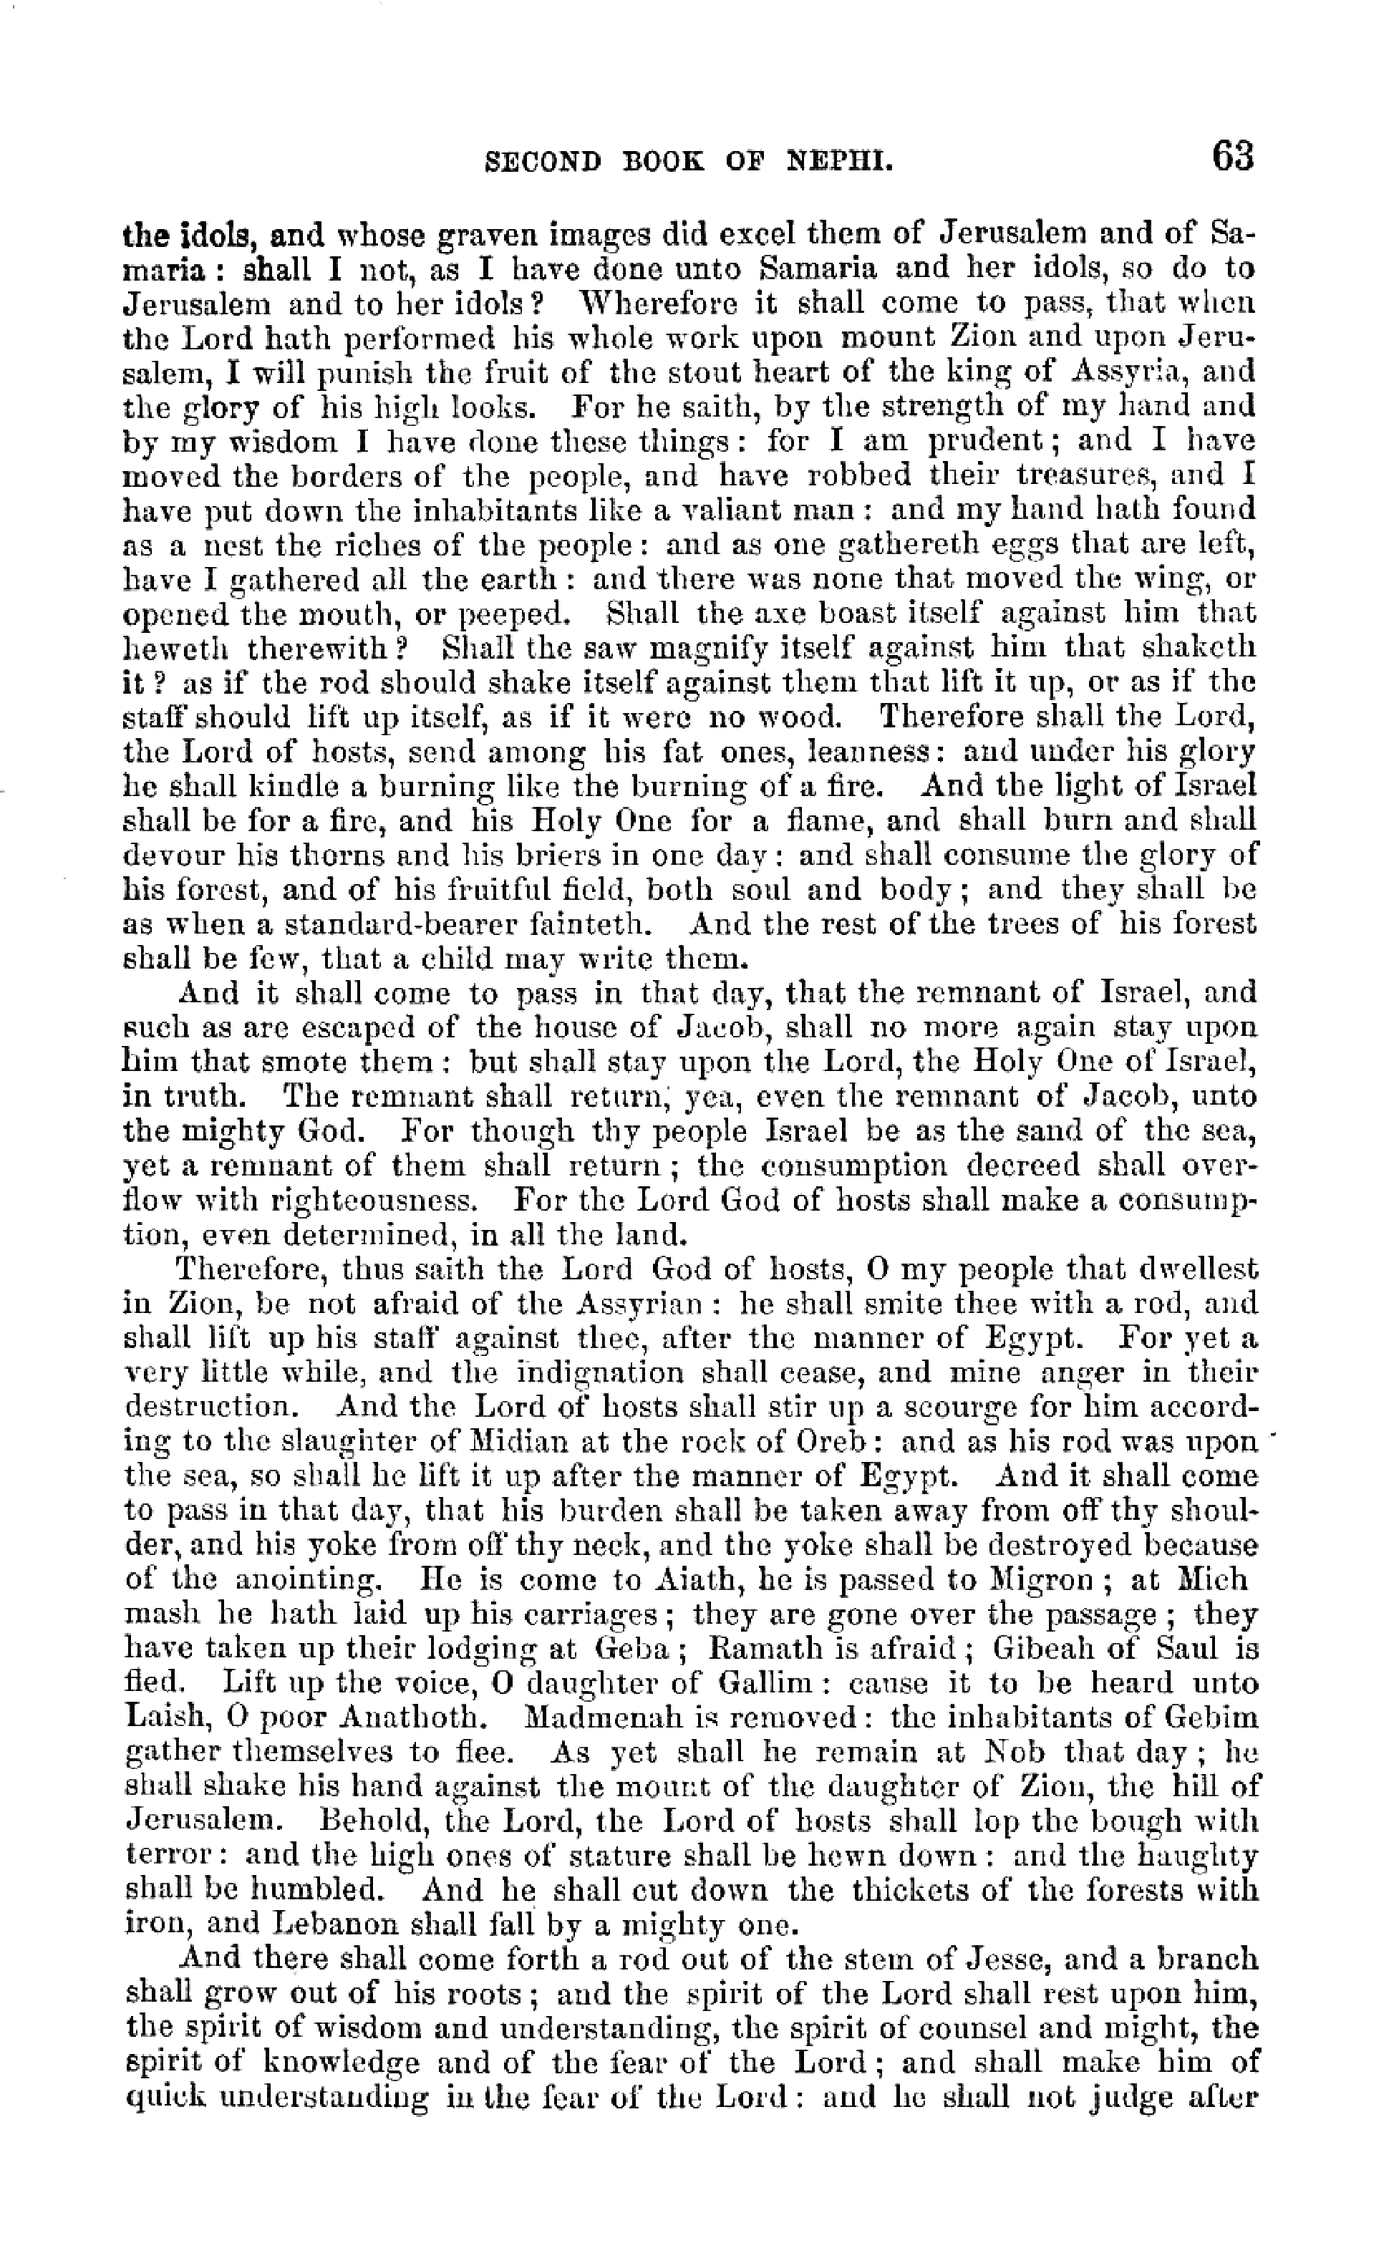 SECOND BOOK OF NEPHI. 63
the idols, and whose graven images did excel them of Jerusalem and of Sa-
maria : shall I not, as I have done unto Samaria and her idols, so do to
Jerusalem and to her idols ? Wherefore it shall come to pass, that when
the Lord hath performed his whole work upon mount Zion and upon Jeru-
salem, I will punish the fruit of the stout heart of the king of Assyria, and
the glory of his high looks. For he saith, by the strength of my hand and
by my wisdom I have done these things : for I am prudent ; and I have
moved the borders of the people, and have robbed their treasures, and I
have put down the inhabitants like a valiant man : and my hand hath found
as a nest the riches of the people : and as one gathereth eggs that are left,
have I gathered all the earth : and there was none that moved the wing, or
opened the mouth, or peeped. Shall the axe boast itself against him that
heweth therewith ? Shall the saw magnify itself against him that shaketh
it ? as if the rod should shake itself against them that lift it up, or as if the
staff should lift up itself, as if it were no wood. Therefore shall the Lord,
the Lord of hosts, send among his fat ones, leanness : and under his glory
he shall kindle a burning like the burning of a fire. And the light of Israel
shall be for a fire, and his Holy One for a flame, and shall burn and shall
devour his thorns and his briers in one day : and shall consume the glory of
his forest, and of his fruitful field, both soul and body ; and they shall be
as when a standard-bearer fainteth. And the rest of the trees of his forest
shall be few, that a child may write them.
And it shall come to pass in that day, that the remnant of Israel, and
such as are escaped of the house of Jacob, shall no more again stay upon
him that smote them : but shall stay upon the Lord, the Holy One of Israel,
in truth. The remnant shall return, yea, even the remnant of Jacob, unto
the mighty God. For though thy people Israel be as the sand of the sea,
yet a remnant of them shall return ; the consumption decreed shall over-
flow with righteousness. For the Lord God of hosts shall make a consump-
tion, even determined, in all the land.
Therefore, thus saith the Lord God of hosts, O my people that dwellest
in Zion, be not afraid of the Assyrian : he shall smite thee with a rod, and
shall lift up his staff against thee, after the manner of Egypt. For yet a
very little while, and the indignation shall cease, and mine anger in their
destruction. And the Lord of hosts shall stir up a scourge for him accord-
ing to the slaughter of Midian at the rock of Oreb : and as his rod was upon
the sea, so shall he lift it up after the manner of Egypt. And it shall come
to pass in that day, that his burden shall be taken away from off thy shoul-
der, and his yoke from off thy neck, and the yoke shall be destroyed because
of the anointing. He is come to Aiath, he is passed to Migron ; at Mich
mash he hath laid up his carriages ; they are gone over the passage ; they
have taken up their lodging at Geba ; Ramath is afraid ; Gibeah of Saul is
fled. Lift up the voice, O daughter of Gallim : cause it to be heard unto
Laish, O poor Anathoth. Madmenah is removed : the inhabitants of Gebim
gather themselves to flee. As yet shall he remain at Nob that day ; he
shall shake his hand against the mount of the daughter of Zion, the hill of
Jerusalem. Behold, the Lord, the Lord of hosts shall lop the bough with
terror : and the high ones of stature shall be hewn down : and the haughty
shall be humbled. And he shall cut down the thickets of the forests with
iron, and Lebanon shall fall by a mighty one.
And there shall come forth a rod out of the stem of Jesse, and a branch
shall grow out of his roots ; and the spirit of the Lord shall rest upon him,
the spirit of wisdom and understanding, the spirit of counsel and might, the
spirit of knowledge and of the fear of the Lord ; and shall make him of
quick understanding in the fear of the Lord : and he shall not judge after